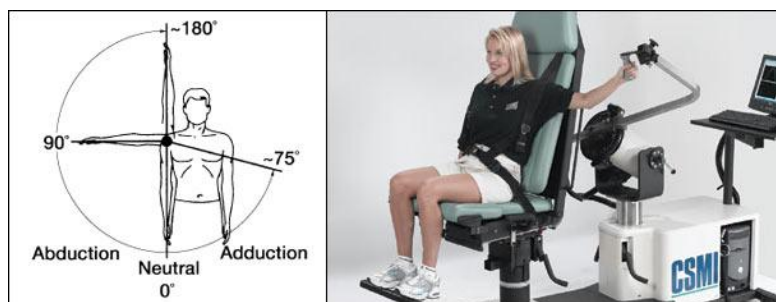 ~180°
90°
~75°
Abduction
Neutral
Adduction
0°
CSMI